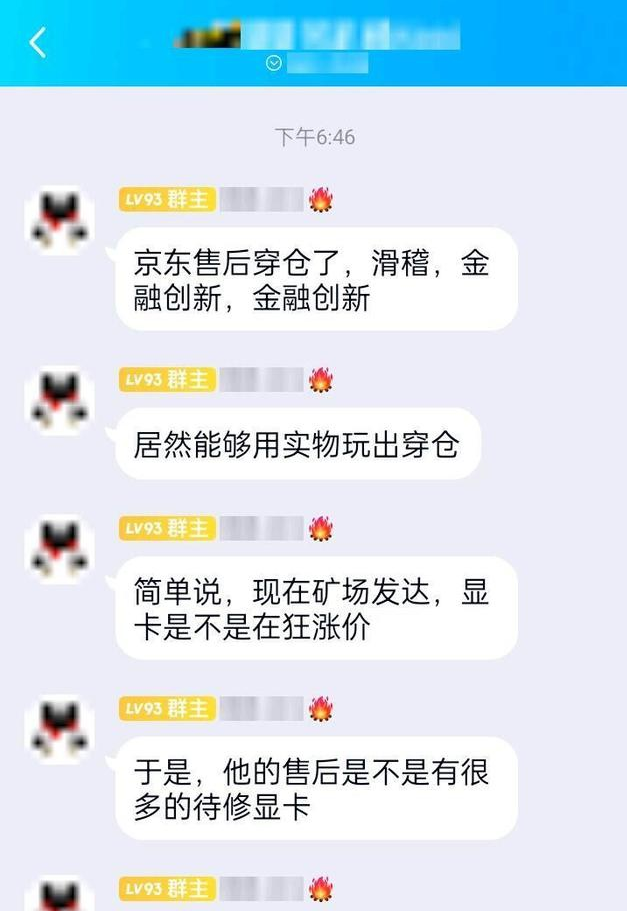 下午6:46
LV93 群主
京东售后穿仓了，滑稽，金
融创新，金融创新
LV93 群主
居然能够用实物玩出穿仓
LV93 群主
简单说，现在矿场发达，显
卡是不是在狂涨价
LV93 群主
于是，他的售后是不是有很
多的待修显卡
LV93 群主